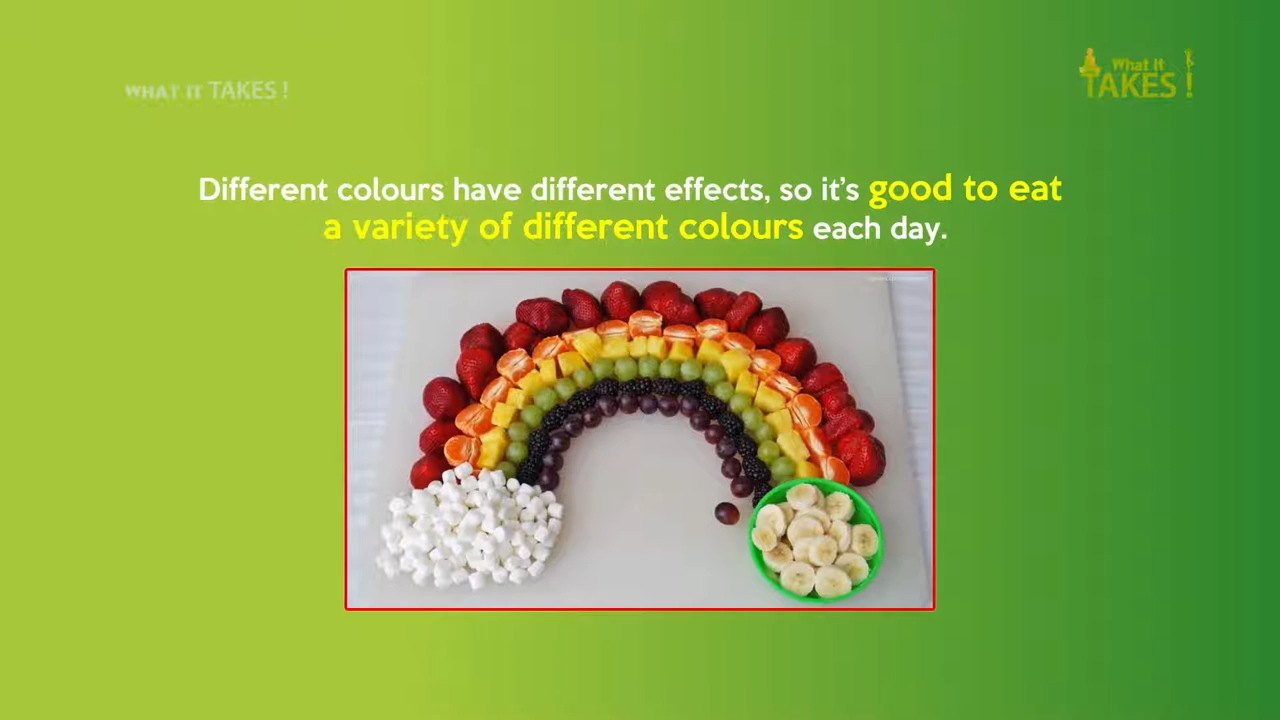 WHAT IT TAKES !
What It
TAKES !
Different colours have different effects, so it's good to eat
a variety of different colours each day.